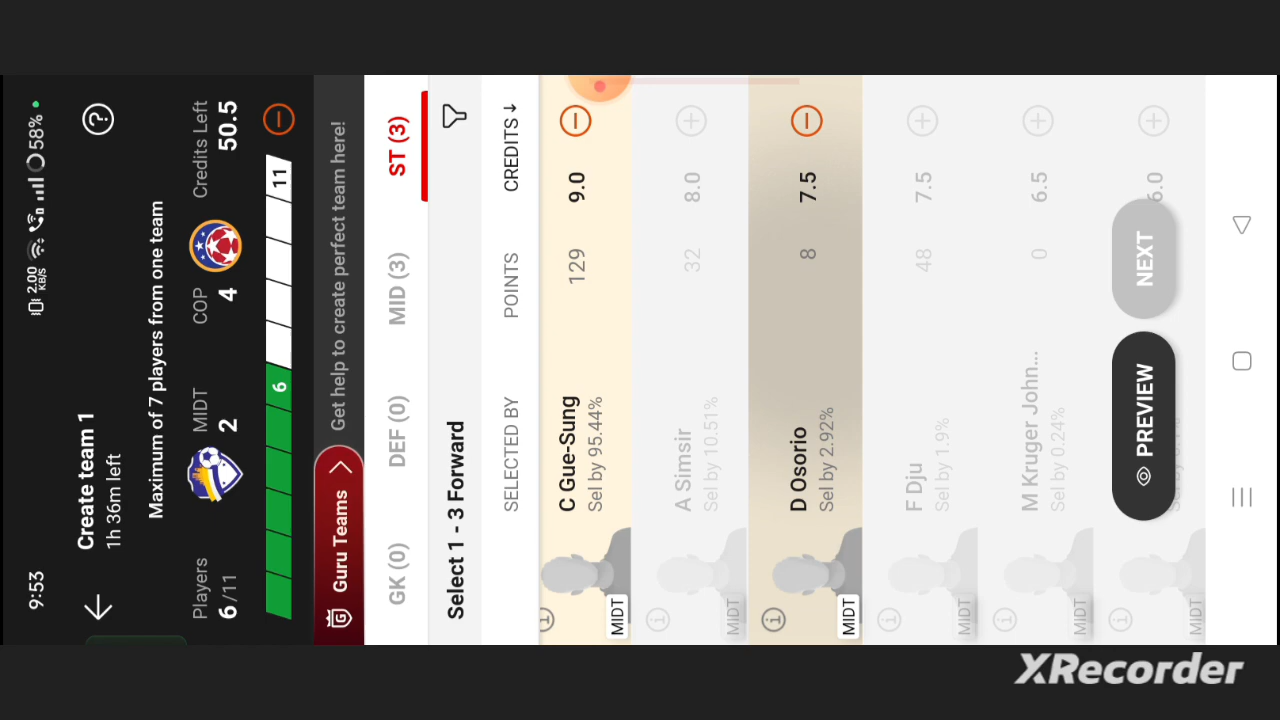 9:53
2.00 KB/S
58%
Create team 1
1h 36m left
Maximum of 7 players from one team
Players
6/11
MIDT
2
COP
4
Credits Left
50.5
6
11
Guru Teams
Get help to create perfect team here!
GK (0)
DEF (0)
MID (3)
ST (3)
Select 1 - 3 Forward
SELECTED BY
POINTS
CREDITS
C Gue-Sung
Sel by 95.44%
129
9.0
MIDT
A Simsir
Sel by 10.51%
32
8.0
MIDT
D Osorio
Sel by 2.92%
8
7.5
MIDT
F Dju
Sel by 1.9%
48
7.5
MIDT
M Kruger John...
Sel by 0.24%
0
6.5
MIDT
6.0
MIDT
PREVIEW
NEXT
XRecorder